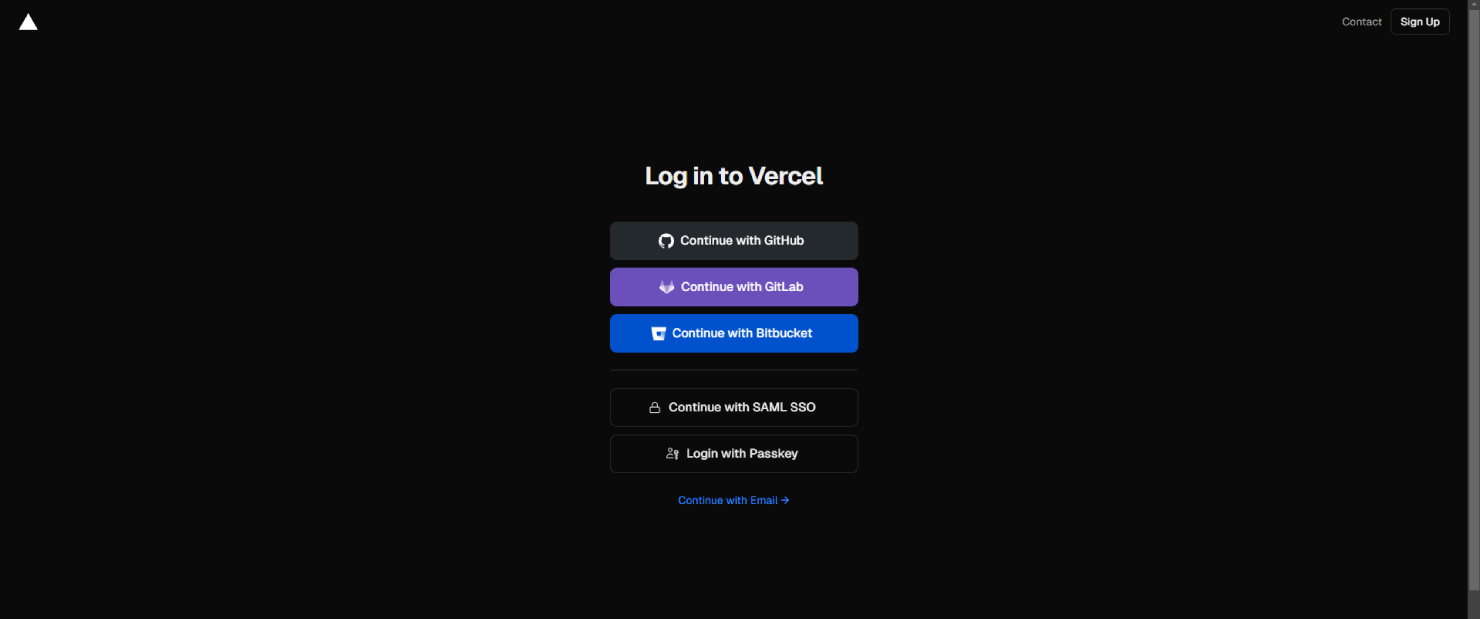 Contact
Sign Up
Log in to Vercel
Continue with GitHub
Continue with GitLab
Continue with Bitbucket
Continue with SAML SSO
Login with Passkey
Continue with Email →